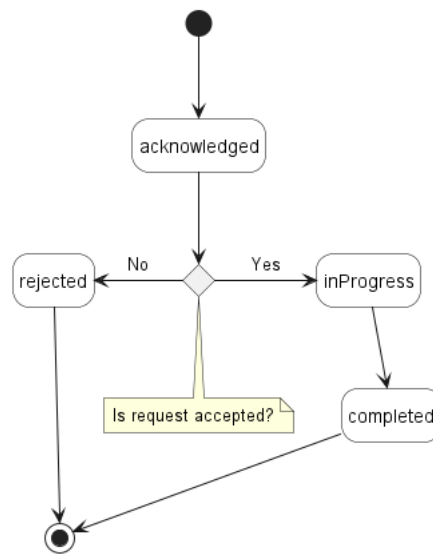 acknowledged
No
Yes
rejected
inProgress
Is request accepted?
completed